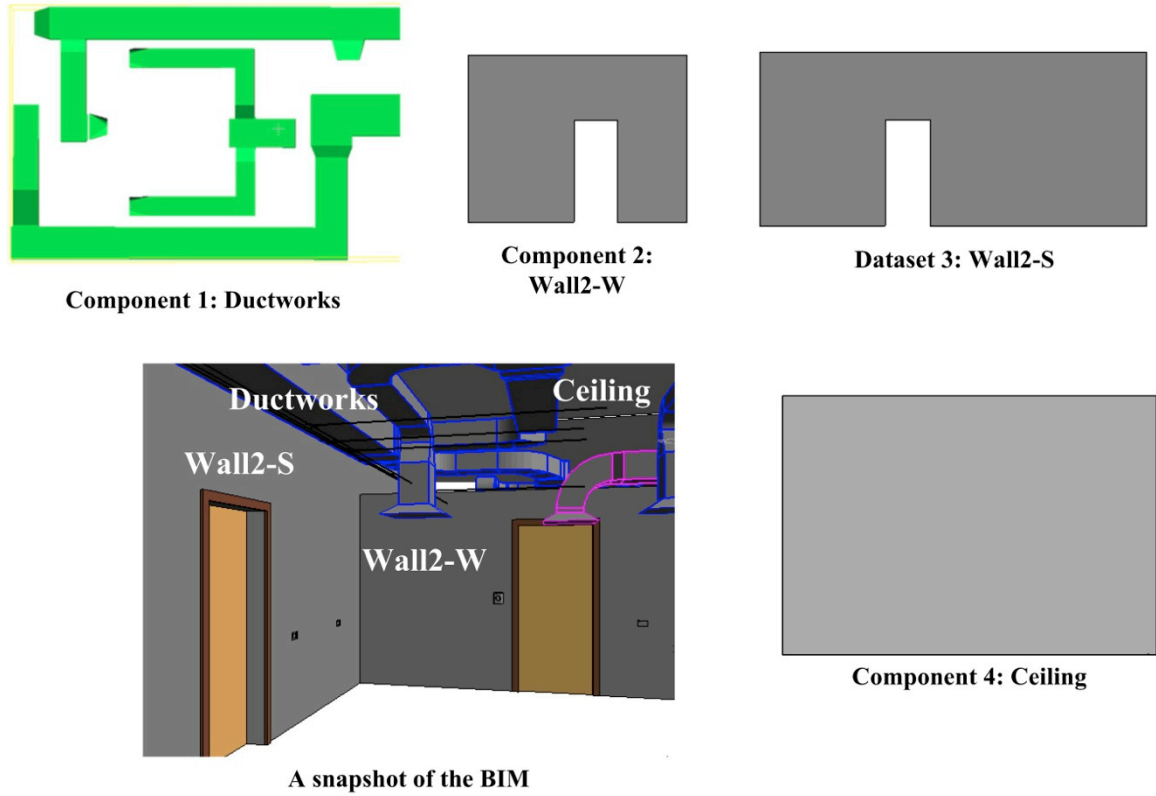 Component 1: Ductworks
Component 2:
Wall2-W
Dataset 3: Wall2-S
Ductworks
Ceiling
Wall2-S
Wall2-W
Component 4: Ceiling
A snapshot of the BIM